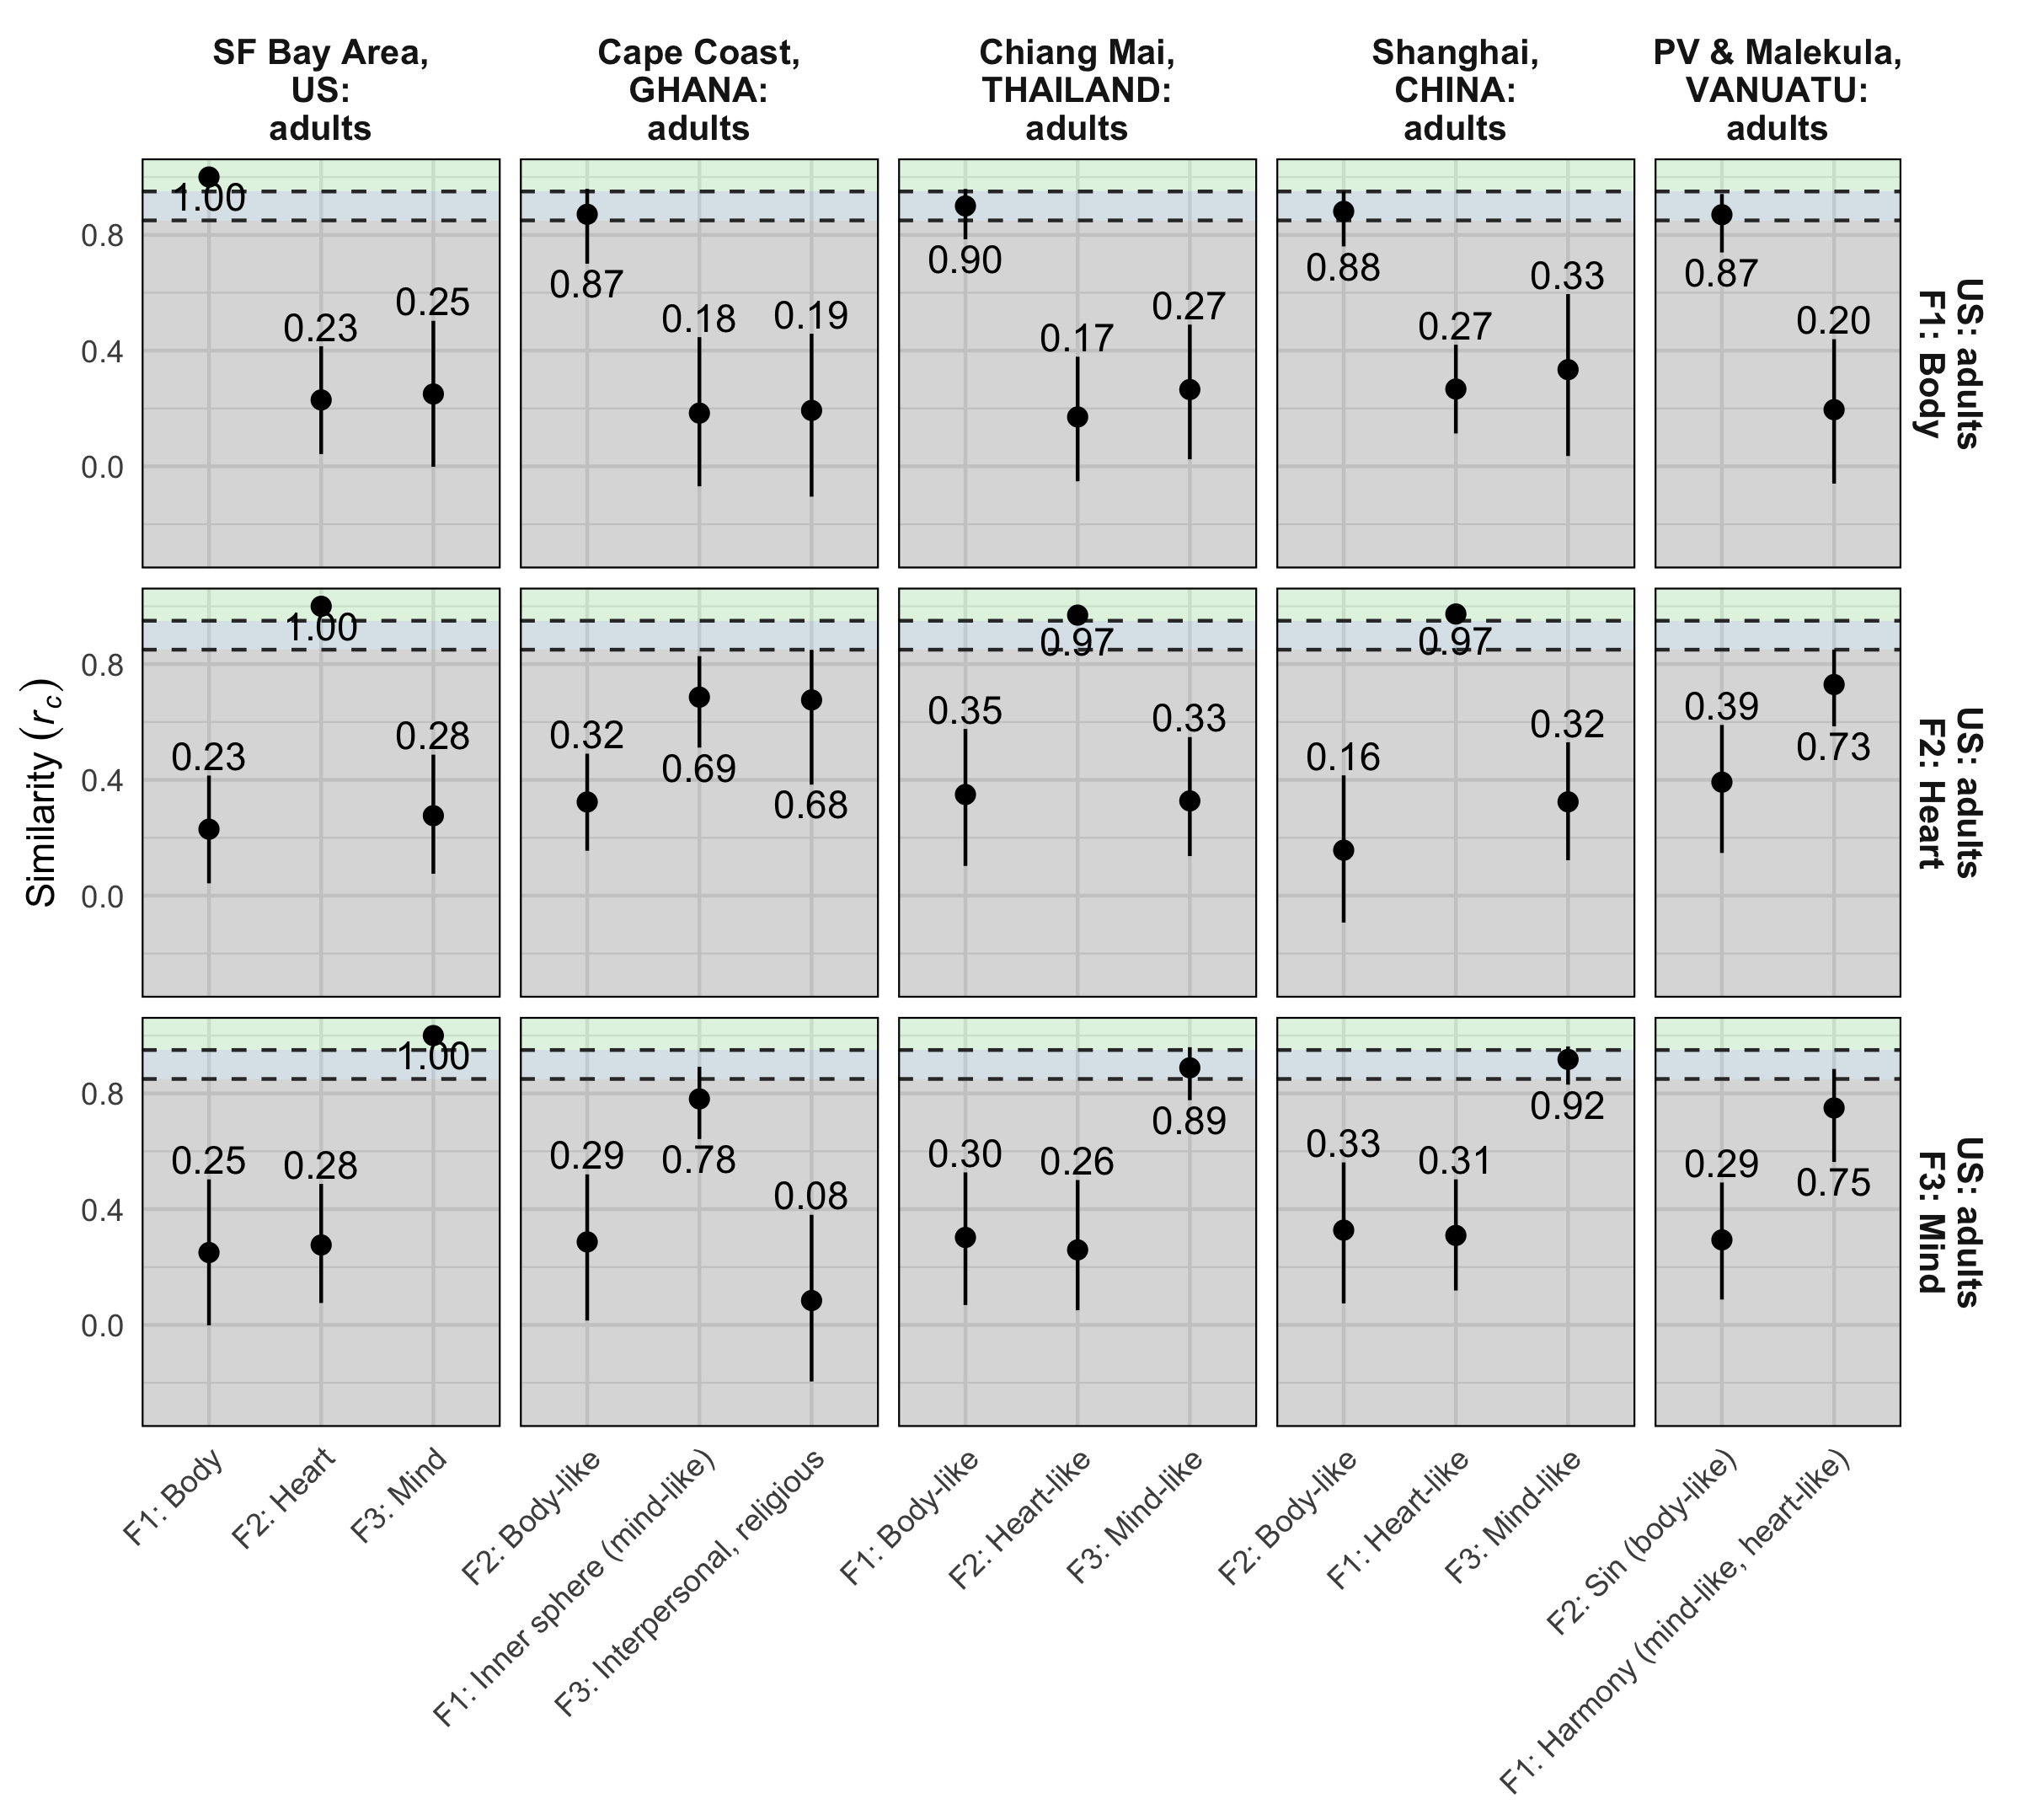 SF Bay Area,
US:
adults
Cape Coast,
GHANA:
adults
Chiang Mai,
THAILAND:
adults
Shanghai,
CHINA:
adults
PV & Malekula,
VANUATU:
adults
Similarity (rc)
0.8
0.4
0.0
1.00
0.23
0.25
0.87
0.18
0.19
0.90
0.17
0.27
0.88
0.27
0.33
0.87
0.20
US: adults
F1: Body
0.8
0.4
0.0
0.23
1.00
0.28
0.32
0.69
0.68
0.35
0.97
0.33
0.16
0.97
0.32
0.39
0.73
US: adults
F2: Heart
0.8
0.4
0.0
0.25
0.28
1.00
0.29
0.78
0.08
0.30
0.26
0.89
0.33
0.31
0.92
0.29
0.75
US: adults
F3: Mind
F1: Body
F2: Heart
F3: Mind
F2: Body-like
F1: Inner sphere (mind-like)
F3: Interpersonal, religious
F1: Body-like
F2: Heart-like
F3: Mind-like
F2: Body-like
F1: Heart-like
F3: Mind-like
F2: Sin (body-like)
F1: Harmony (mind-like, heart-like)